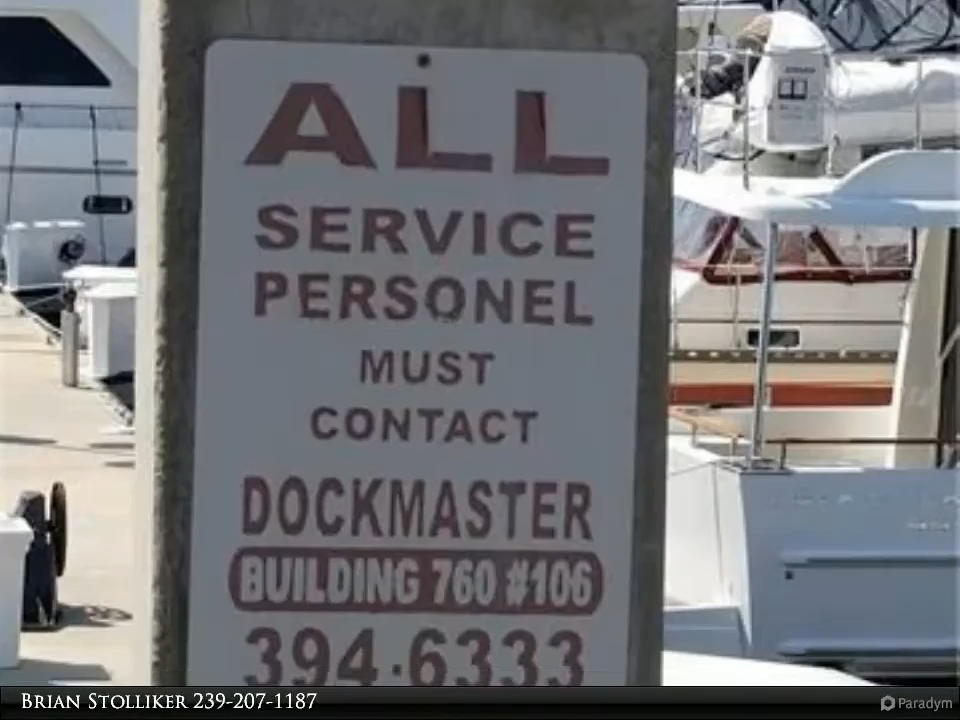 ALL
SERVICE
PERSONEL
MUST
CONTACT
DOCKMASTER
BUILDING 760 #106
394·6333
BRIAN STOLLIKER 239-207-1187
Paradym